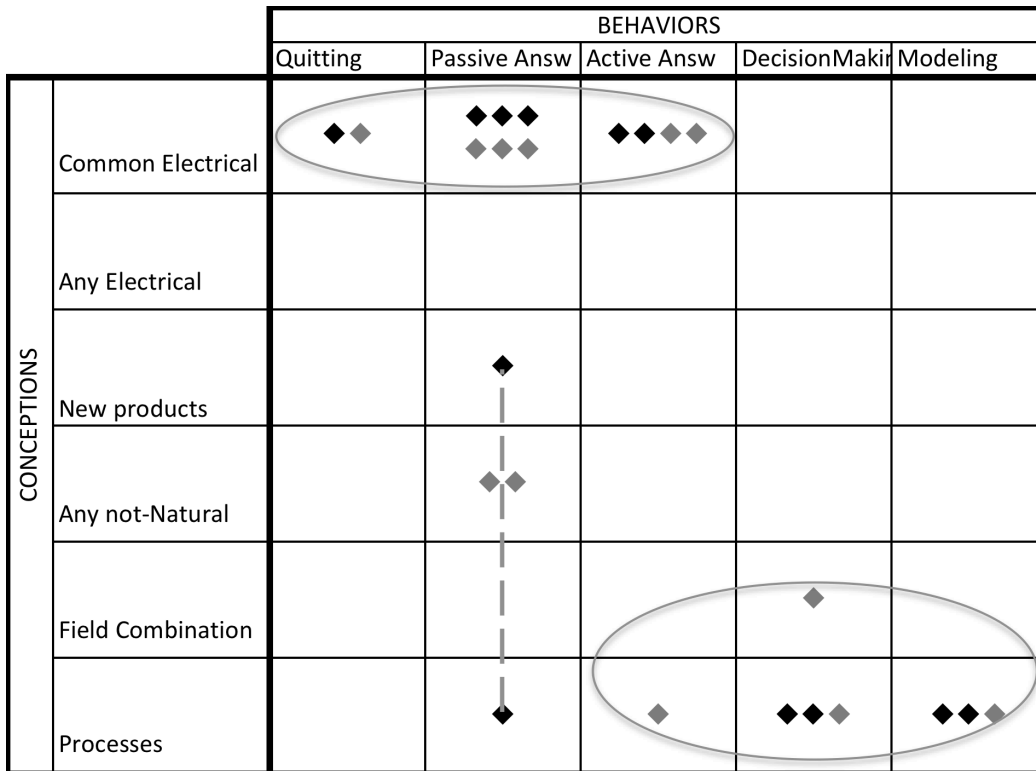 BEHAVIORS
Quitting
Passive Answ
Active Answ
DecisionMakin
Modeling
CONCEPTIONS
Common Electrical
Any Electrical
New products
Any not-Natural
Field Combination
Processes